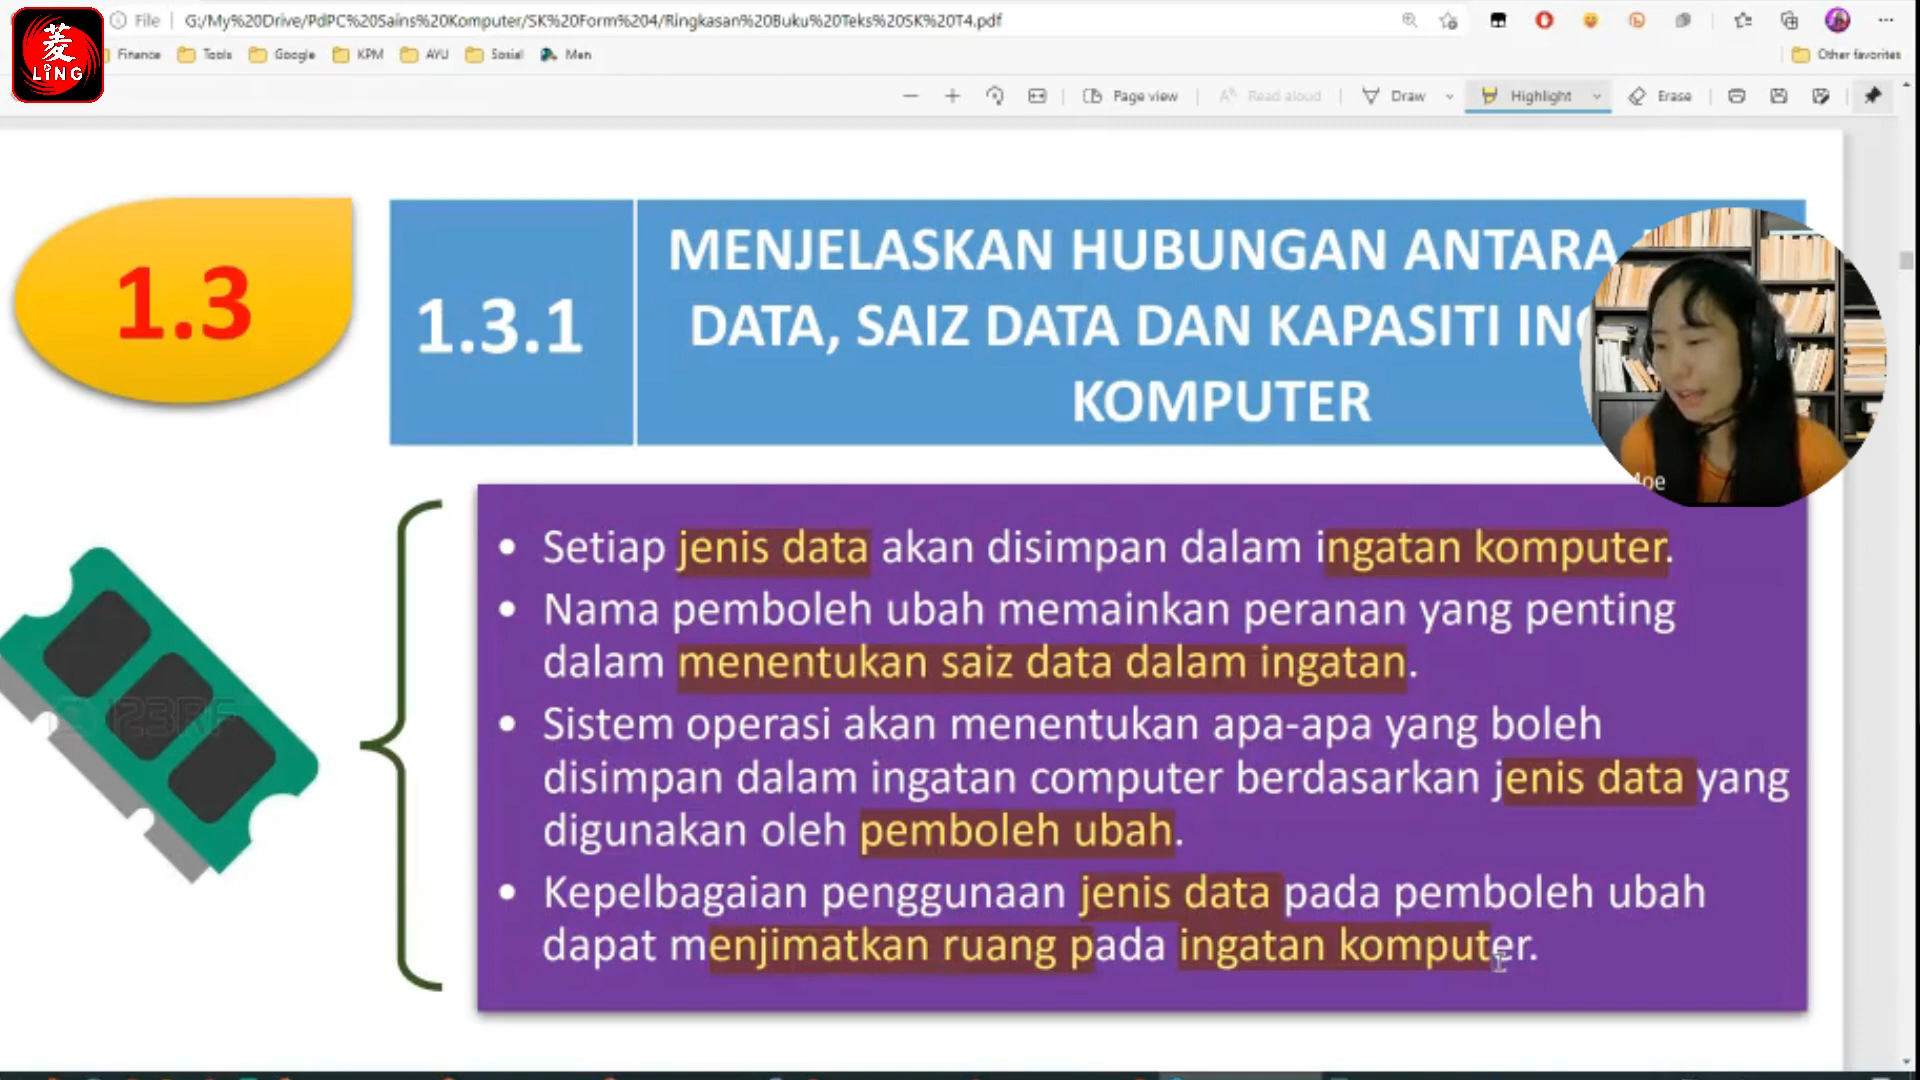 菱
LiNG
File
G:/My%20Drive/PdPC%20Sains%20Komputer/SK%20Form%204/Ringkasan%20Buku%20Teks%20SK%20T4.pdf
Finance
Tools
Google
KPM
AYU
Sosial
Men
Other favorites
Page view
Read aloud
Draw
Highlight
Erase
1.3
1.3.1
MENJELASKAN HUBUNGAN ANTARA
DATA, SAIZ DATA DAN KAPASITI
KOMPUTER
• Setiap jenis data akan disimpan dalam ingatan komputer.
• Nama pemboleh ubah memainkan peranan yang penting
dalam menentukan saiz data dalam ingatan.
• Sistem operasi akan menentukan apa-apa yang boleh
disimpan dalam ingatan computer berdasarkan jenis data yang
digunakan oleh pemboleh ubah.
• Kepelbagaian penggunaan jenis data pada pemboleh ubah
dapat menjimatkan ruang pada ingatan komputer.
123RF